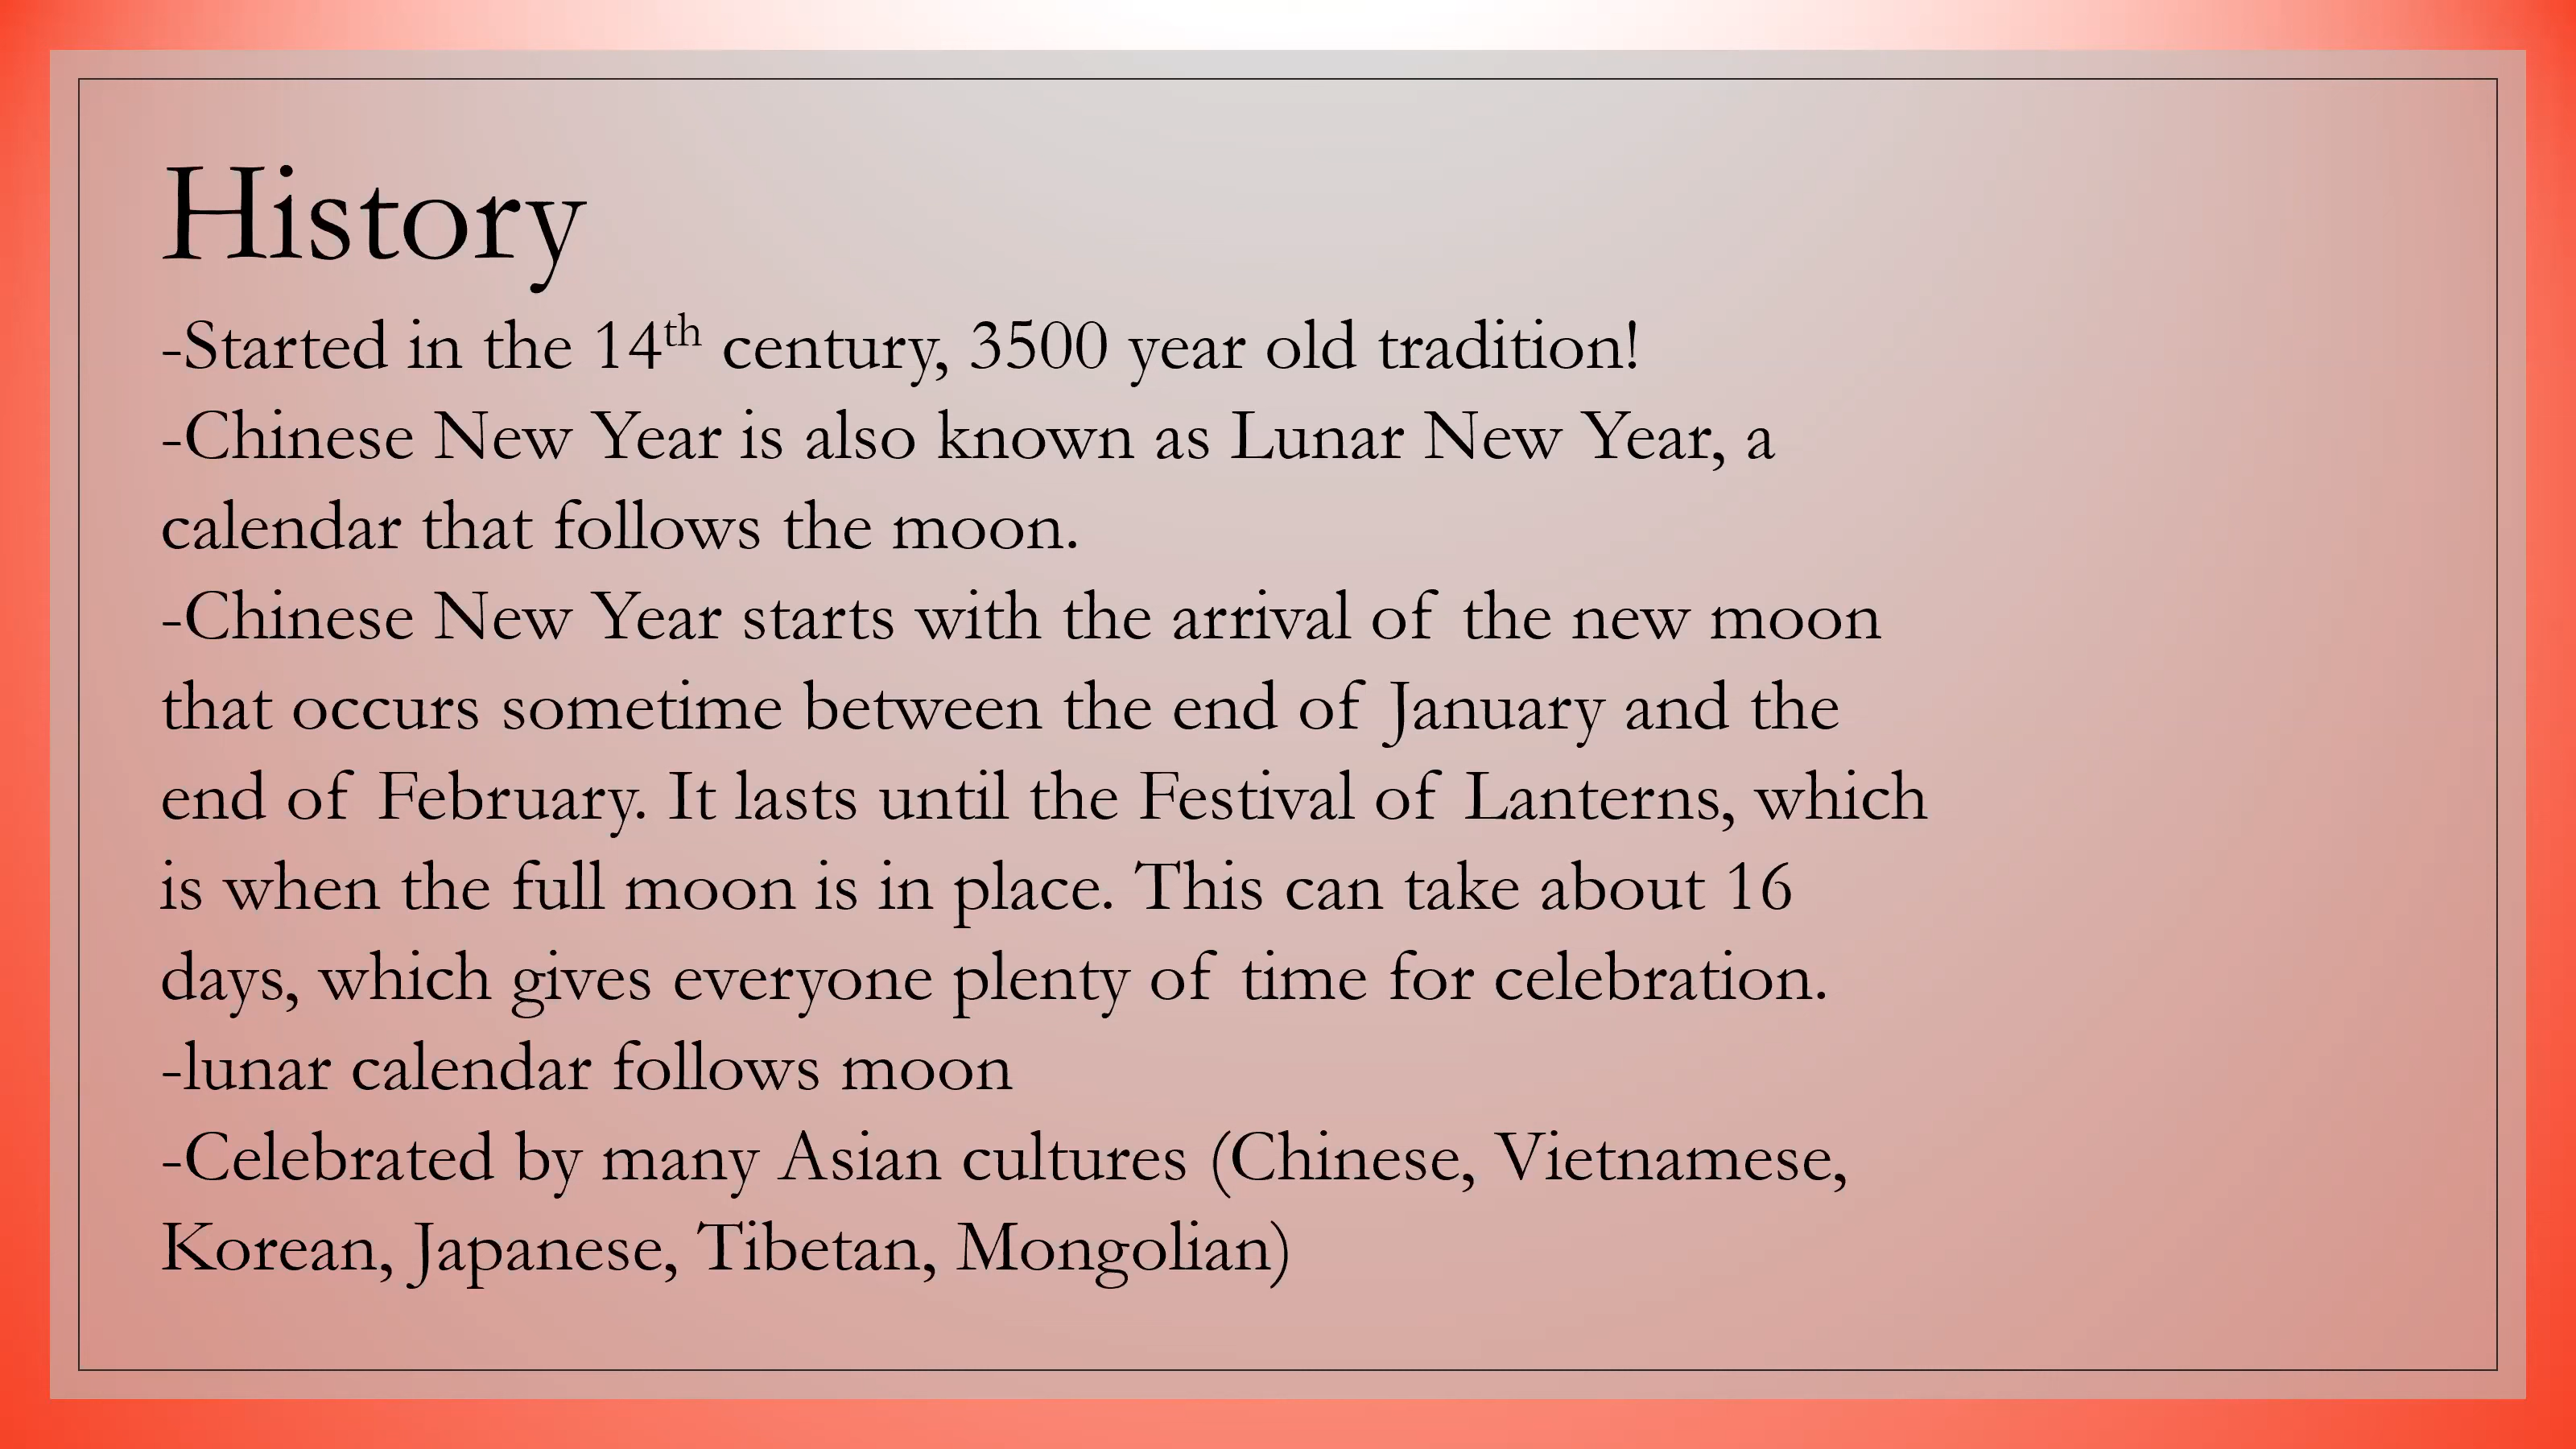 History
-Started in the 14th century, 3500 year old tradition!
-Chinese New Year is also known as Lunar New Year, a
calendar that follows the moon.
-Chinese New Year starts with the arrival of the new moon
that occurs sometime between the end of January and the
end of February. It lasts until the Festival of Lanterns, which
is when the full moon is in place. This can take about 16
days, which gives everyone plenty of time for celebration.
-lunar calendar follows moon
-Celebrated by many Asian cultures (Chinese, Vietnamese,
Korean, Japanese, Tibetan, Mongolian)